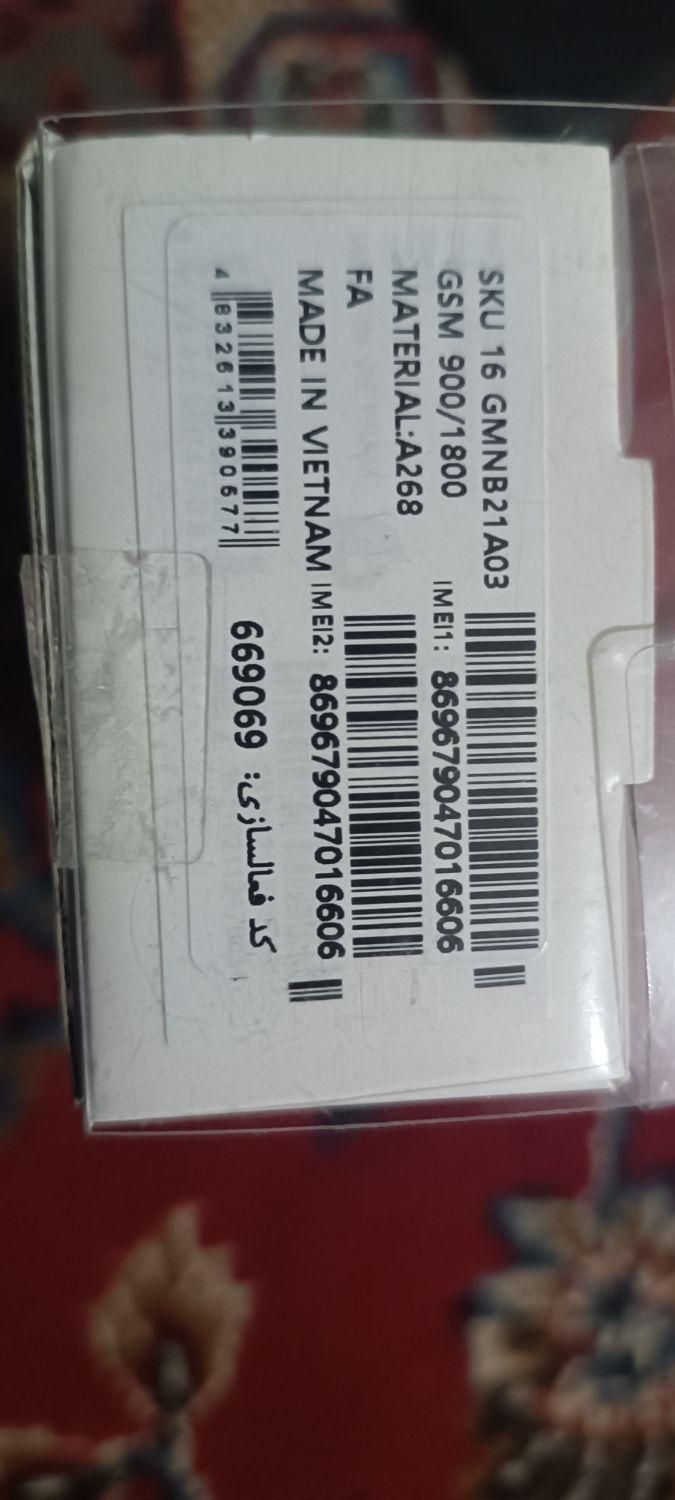 SKU 16 GMNB21A03
GSM 900/1800
MATERIAL:A268
FA
MADE IN VIETNAM
4 832613 390577
IMEI1: 869679047016606
IMEI2: 869679047016606
کد فعالسازی: 669069